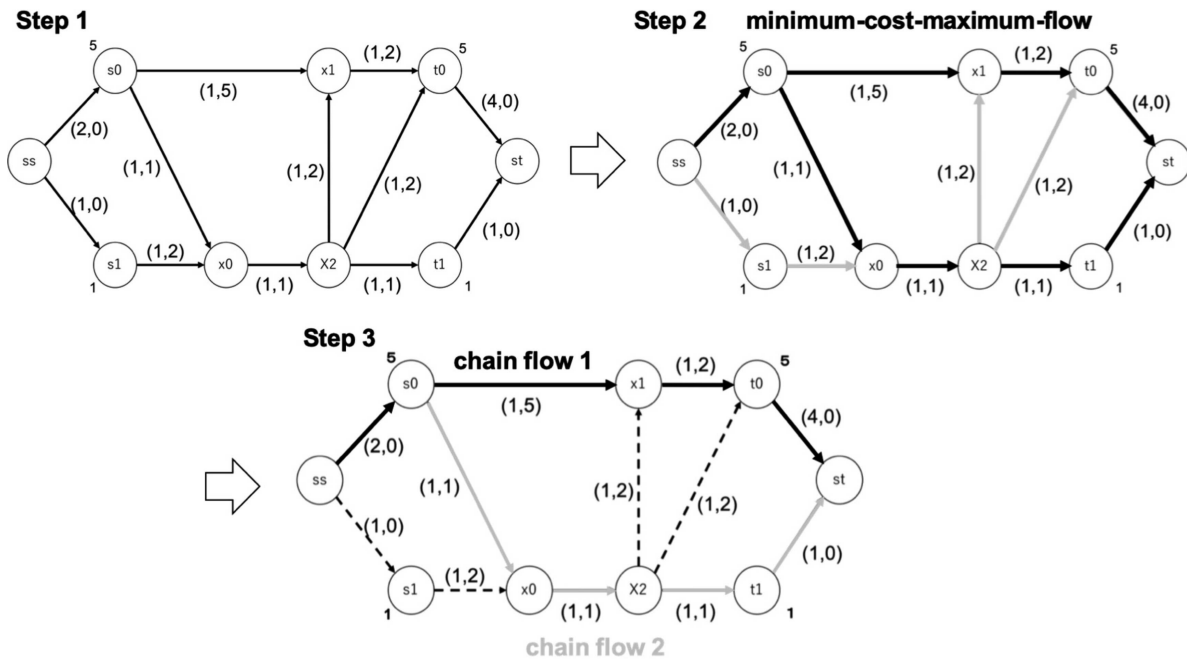 Step 1
5
s0
(1,5)
x1
(1,2)
t0
5
(2,0)
(4,0)
ss
(1,1)
(1,2)
(1,2)
st
(1,0)
(1,0)
s1
1
(1,2)
x0
(1,1)
X2
(1,1)
t1
1
Step 2 minimum-cost-maximum-flow
5
s0
(1,5)
x1
(1,2)
t0
5
(2,0)
(4,0)
ss
(1,1)
(1,2)
(1,2)
st
(1,0)
(1,0)
s1
1
(1,2)
x0
(1,1)
X2
(1,1)
t1
1
Step 3
5
s0
chain flow 1
(1,5)
x1
(1,2)
t0
5
(2,0)
(4,0)
ss
(1,1)
(1,2)
(1,2)
st
(1,0)
(1,0)
s1
1
(1,2)
x0
(1,1)
X2
(1,1)
t1
1
chain flow 2